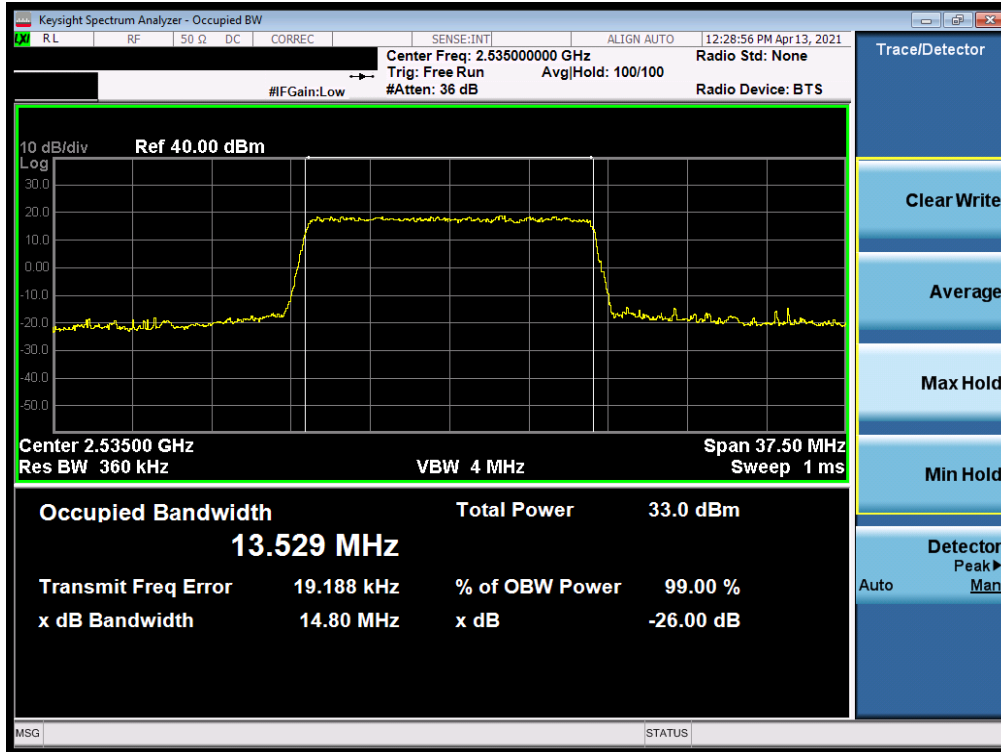 Keysight Spectrum Analyzer - Occupied BW
LXI RL RF 50 Ω DC CORREC SENSE:INT ALIGN AUTO 12:28:56 PM Apr 13, 2021
Center Freq: 2.535000000 GHz Radio Std: None
Trig: Free Run Avg|Hold: 100/100
#IFGain:Low #Atten: 36 dB Radio Device: BTS
10 dB/div Ref 40.00 dBm
Log
30.0
20.0
10.0
0.00
-10.0
-20.0
-30.0
-40.0
-50.0
Center 2.53500 GHz Span 37.50 MHz
Res BW 360 kHz VBW 4 MHz Sweep 1 ms
Occupied Bandwidth Total Power 33.0 dBm
13.529 MHz
Transmit Freq Error 19.188 kHz % of OBW Power 99.00 %
x dB Bandwidth 14.80 MHz x dB -26.00 dB
MSG STATUS
Trace/Detector
Clear Write
Average
Max Hold
Min Hold
Detector
Peak▶
Auto Man